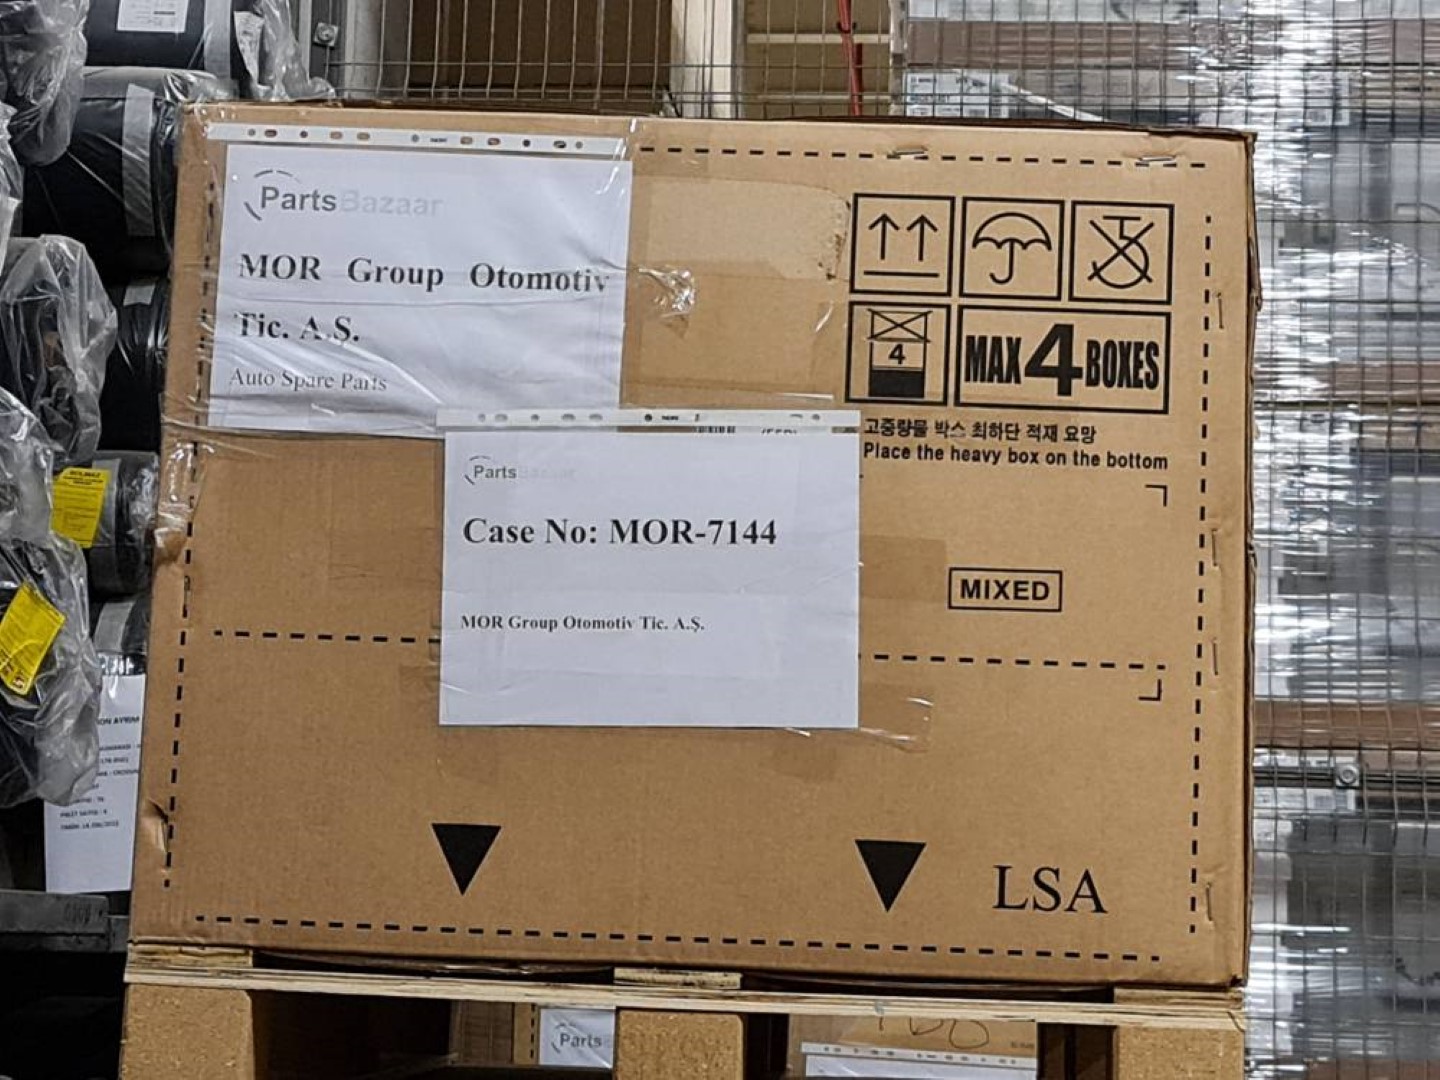 PartsBazaar
MOR Group Otomotiv
Tic. A.Ş.
Auto Spare Parts
4
MAX 4 BOXES
고중량물 박스 최하단 적재 요망
Place the heavy box on the bottom
PartsBazaar
Case No: MOR-7144
MOR Group Otomotiv Tic. A.Ş.
MIXED
LSA
Parts